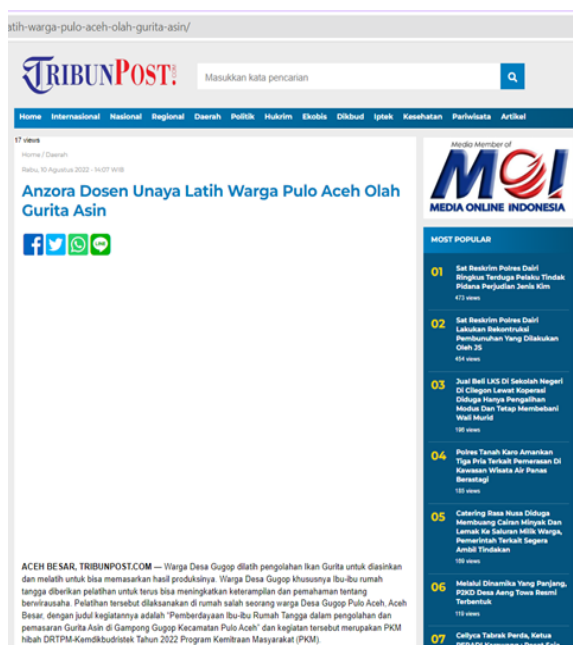 atih-warga-pulo-aceh-olah-gurita-asin/
TRIBUNPOST
Masukkan kata pencarian
Home Internasional Nasional Regional Daerah Politik Hukrim Ekobis Dikbud Iptek Kesehatan Pariwisata Artikel
17 views
Home / Daerah
Rabu, 10 Agustus 2022 - 14:07 WIB
Anzora Dosen Unaya Latih Warga Pulo Aceh Olah
Gurita Asin
LINE
ACEH BESAR, TRIBUNPOST.COM — Warga Desa Gugop dilatih pengolahan Ikan Gurita untuk diasinkan
dan melatih untuk bisa memasarkan hasil produksinya. Warga Desa Gugop khususnya Ibu-ibu rumah
tangga diberikan pelatihan untuk terus bisa meningkatkan keterampilan dan pemahaman tentang
berwirausaha. Pelatihan tersebut dilaksanakan di rumah salah seorang warga Desa Gugop Pulo Aceh, Aceh
Besar, dengan judul kegiatannya adalah "Pemberdayaan Ibu-ibu Rumah Tangga dalam pengolahan dan
pemasaran Gurita Asin di Gampong Gugop Kecamatan Pulo Aceh" dan kegiatan tersebut merupakan PKM
hibah DRTPM-Kemdikbudristek Tahun 2022 Program Kemitraan Masyarakat (PKM).
Media Member of
MOI
MEDIA ONLINE INDONESIA
MOST POPULAR
01
Sat Reskrim Polres Dairi
Ringkus Terduga Pelaku Tindak
Pidana Perjudian Jenis Kim
473 views
02
Sat Reskrim Polres Dairi
Lakukan Rekontruksi
Pembunuhan Yang Dilakukan
Oleh JS
454 views
03
Jual Beli LKS Di Sekolah Negeri
Di Cilegon Lewat Koperasi
Diduga Hanya Pengalihan
Modus Dan Tetap Membebani
Wali Murid
198 views
04
Polres Tanah Karo Amankan
Tiga Pria Terkait Pemerasan Di
Kawasan Wisata Air Panas
Berastagi
185 views
05
Catering Rasa Nusa Diduga
Membuang Cairan Minyak Dan
Lemak Ke Saluran Milik Warga,
Pemerintah Terkait Segera
Ambil Tindakan
views
06
Melalui Dinamika Yang Panjang,
P2KD Desa Aeng Towa Resmi
Terbentuk
views
07
Cellyca Tabrak Perda, Ketua